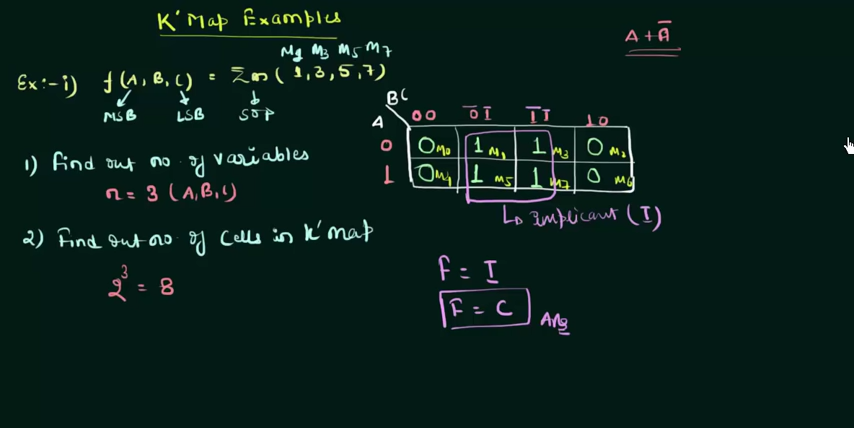 K' Map Examples
A + Ā
M1 M3 M5 M7
Ex:- i) f(A, B, C) = Σm (1, 3, 5, 7)
MSB LSB SOP
BC
A
00 01 11 10
0 0 M0 1 M1 1 M3 0 M2
1 0 M4 1 M5 1 M7 0 M6
1) Find out no. of variables
n = 3 (A, B, C)
Implicant (I)
2) Find out no. of cells in K' map
2³ = 8
F = I
F = C
Ans